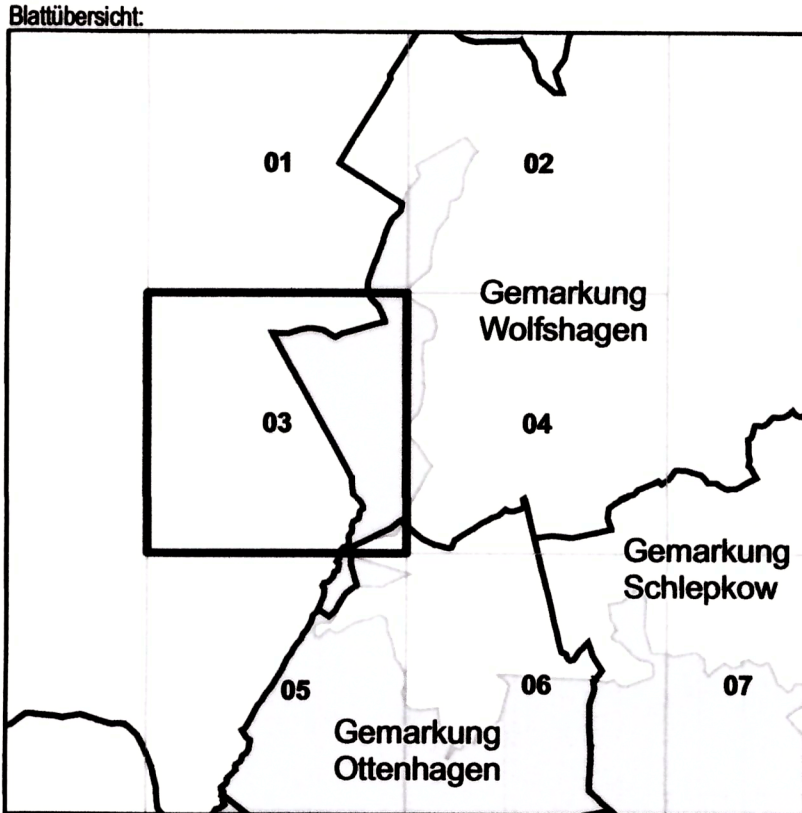 Blattübersicht:
01
02
Gemarkung
Wolfshagen
03
04
Gemarkung
Schlepkow
05
06
07
Gemarkung
Ottenhagen